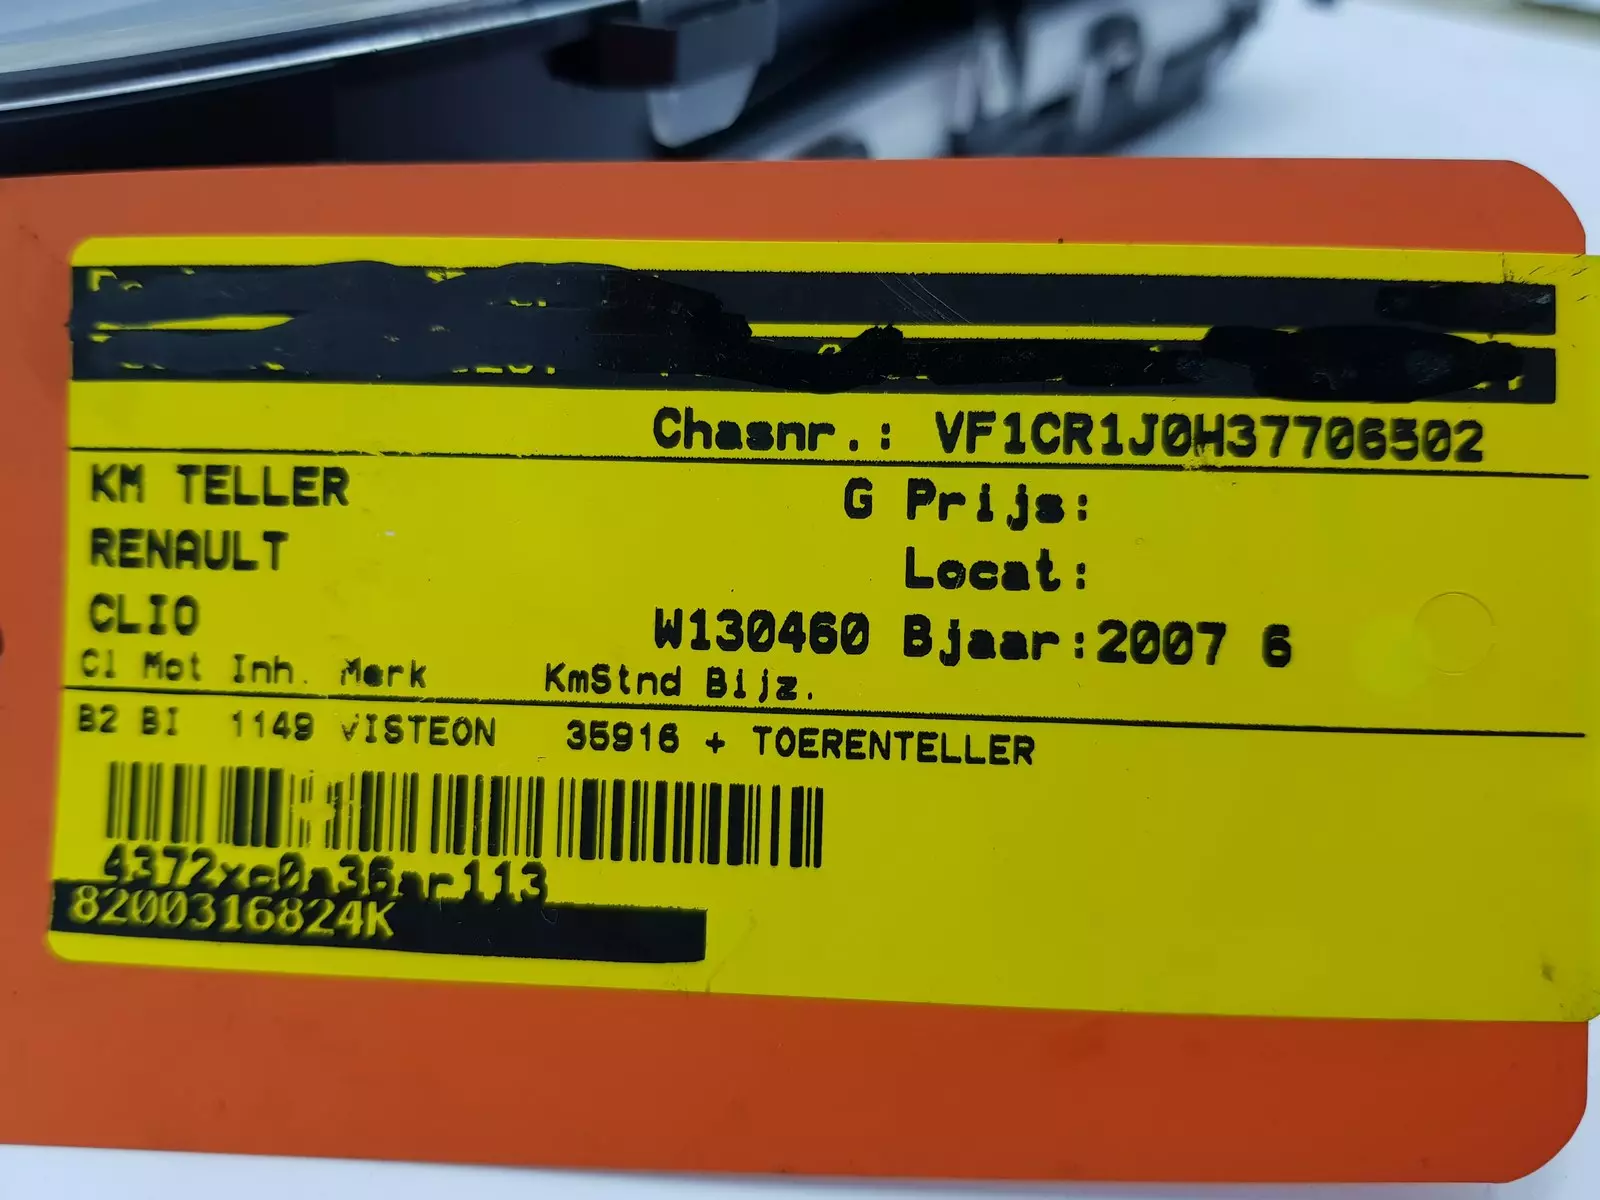 Chasnr.: VF1CR1J0H37706502
KM TELLER G Prijs:
RENAULT Locat:
CLIO W130460 Bjaar:2007 6
Cl Mot Inh. Merk KmStnd Bijz.
B2 BI 1149 VISTEON 35916 + TOERENTELLER
4372xc0a36ar113
8200316824K